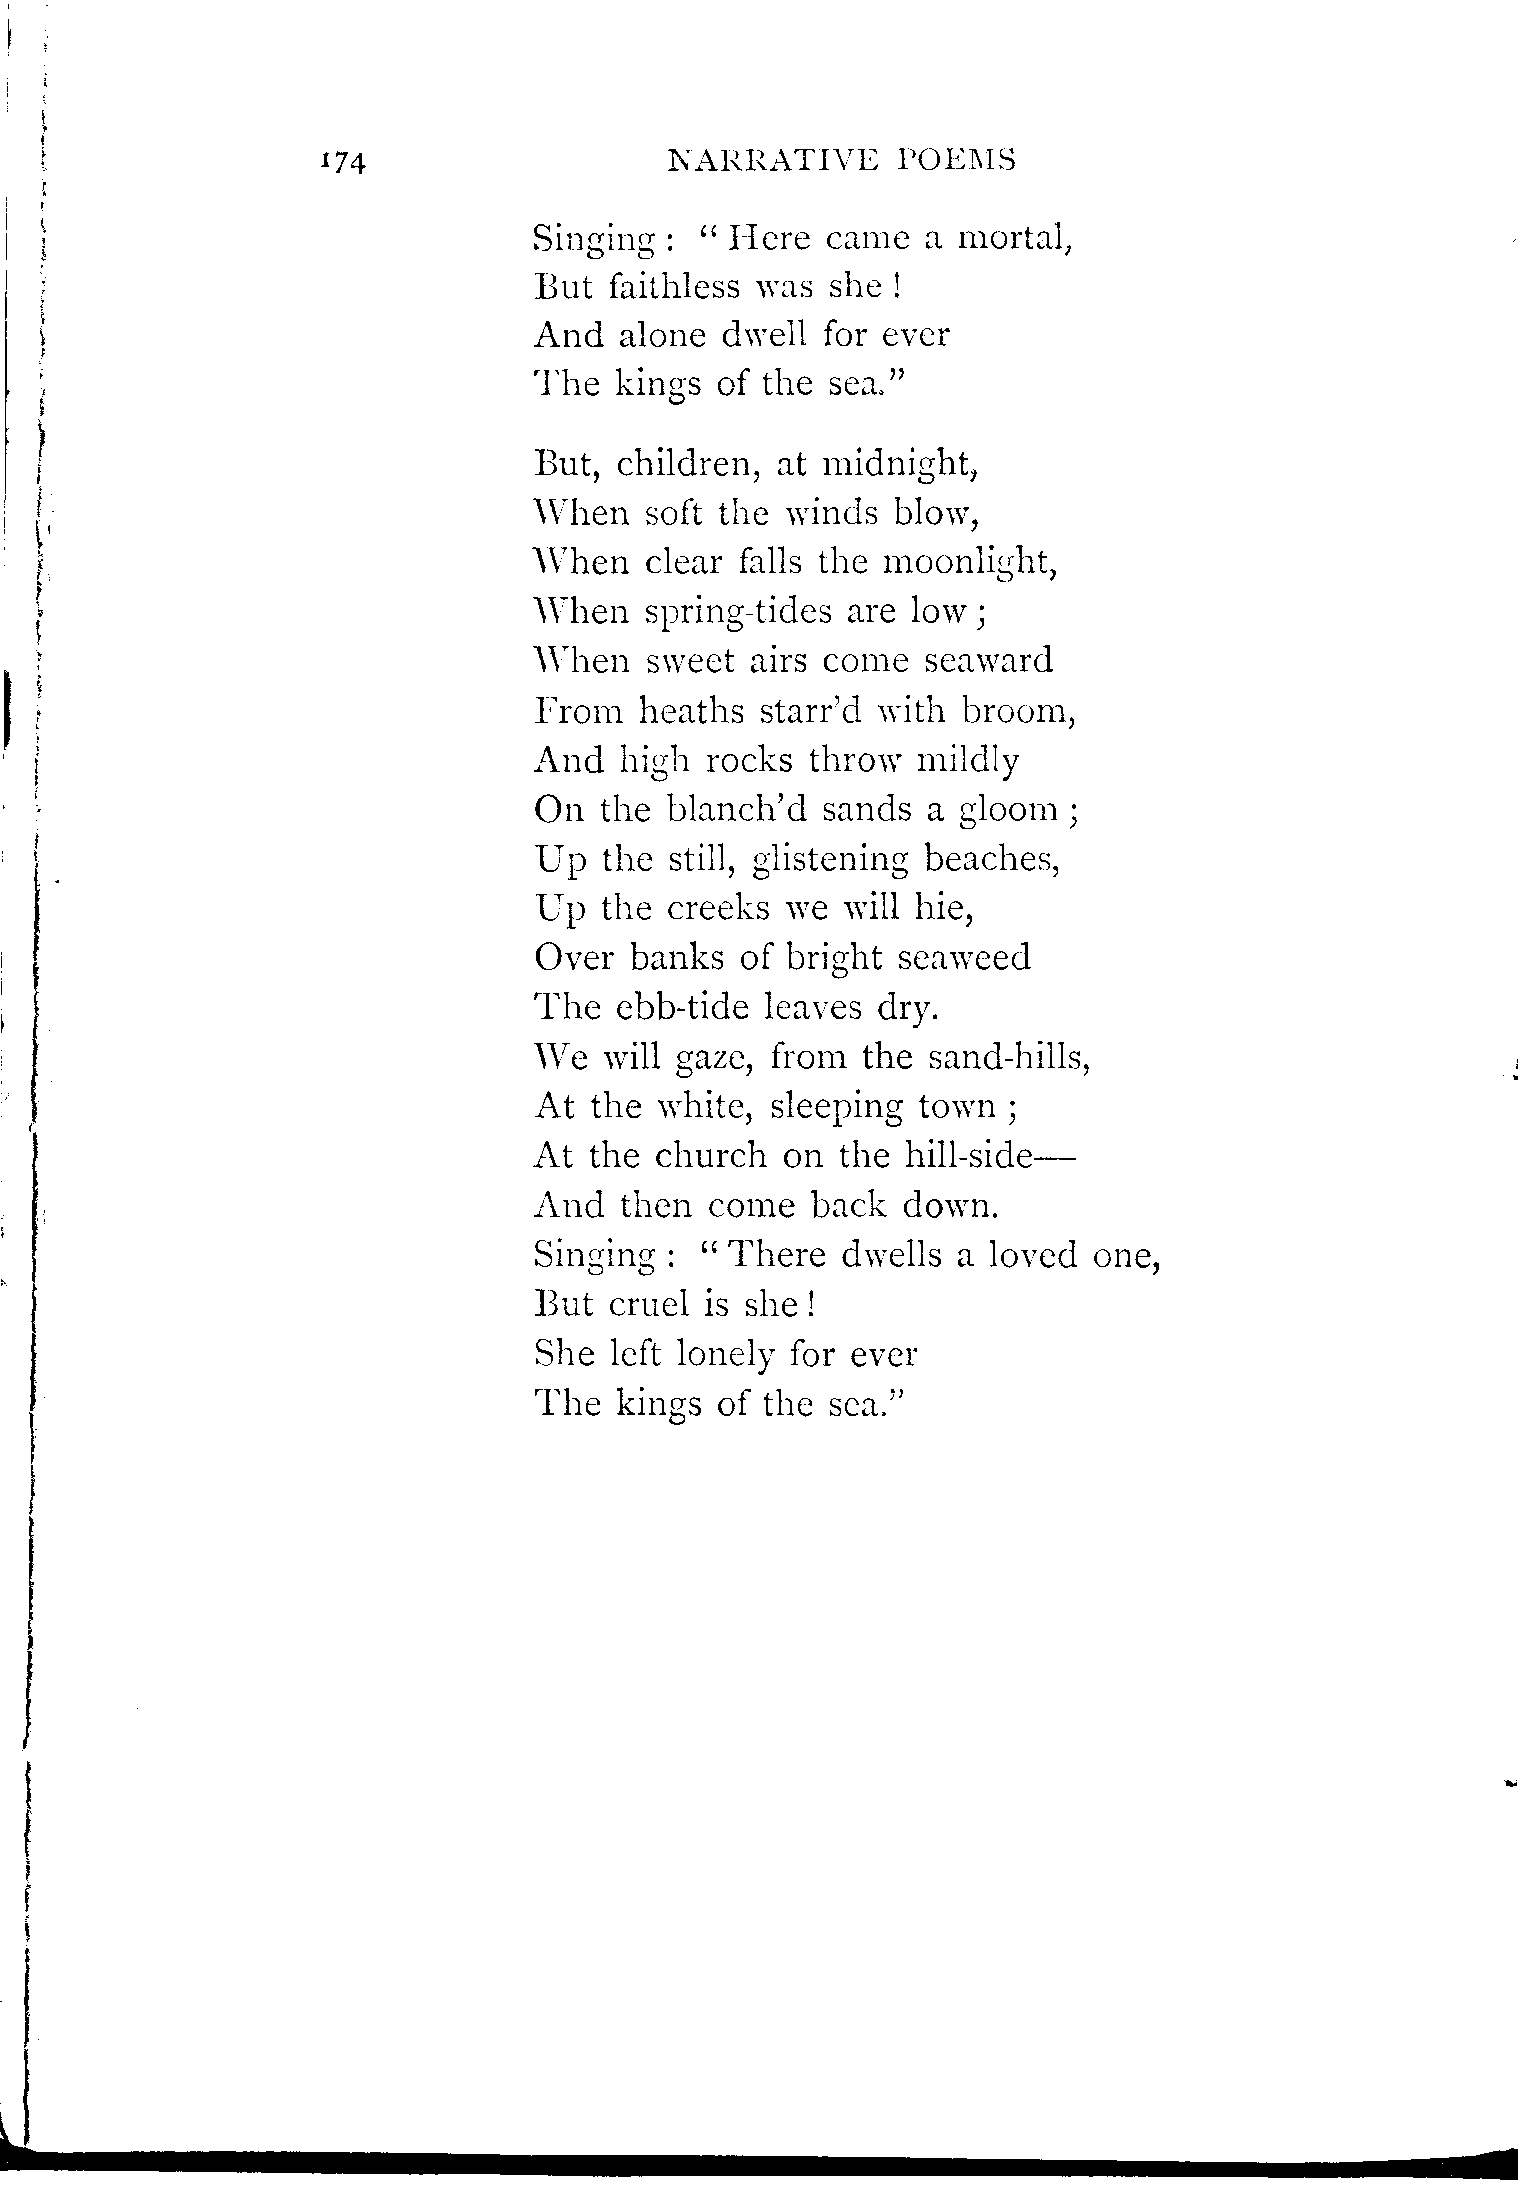 174 NARRATIVE POEMS
Singing : “ Here came a mortal,
But faithless was she !
And alone dwell for ever
The kings of the sea.”
But, children, at midnight,
When soft the winds blow,
When clear falls the moonlight,
When spring-tides are low ;
When sweet airs come seaward
From heaths starr’d with broom,
And high rocks throw mildly
On the blanch’d sands a gloom ;
Up the still, glistening beaches,
Up the creeks we will hie,
Over banks of bright seaweed
The ebb-tide leaves dry.
We will gaze, from the sand-hills,
At the white, sleeping town ;
At the church on the hill-side—
And then come back down.
Singing : “ There dwells a loved one,
But cruel is she !
She left lonely for ever
The kings of the sea.”